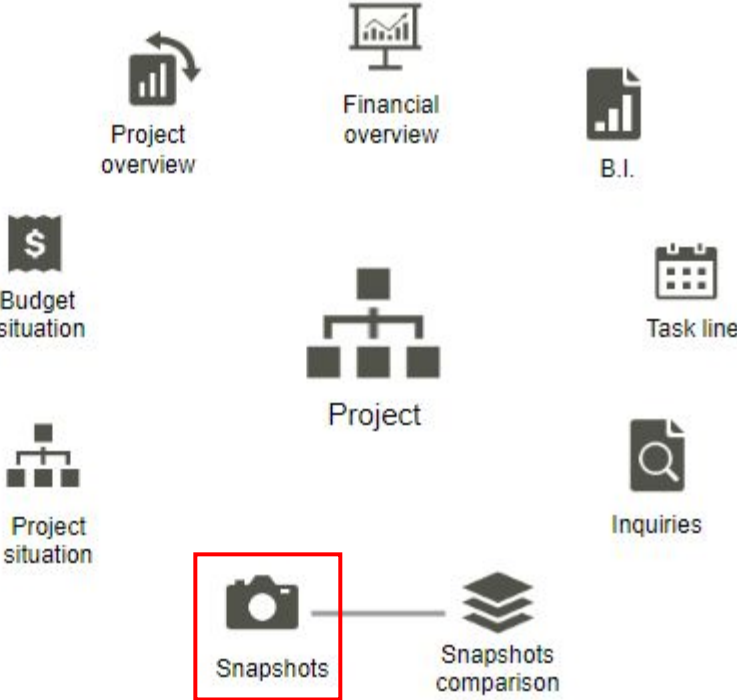 Financial
overview
Project
overview
B.I.
$
Budget
situation
Task line
Project
Project
situation
Inquiries
Snapshots
Snapshots
comparison